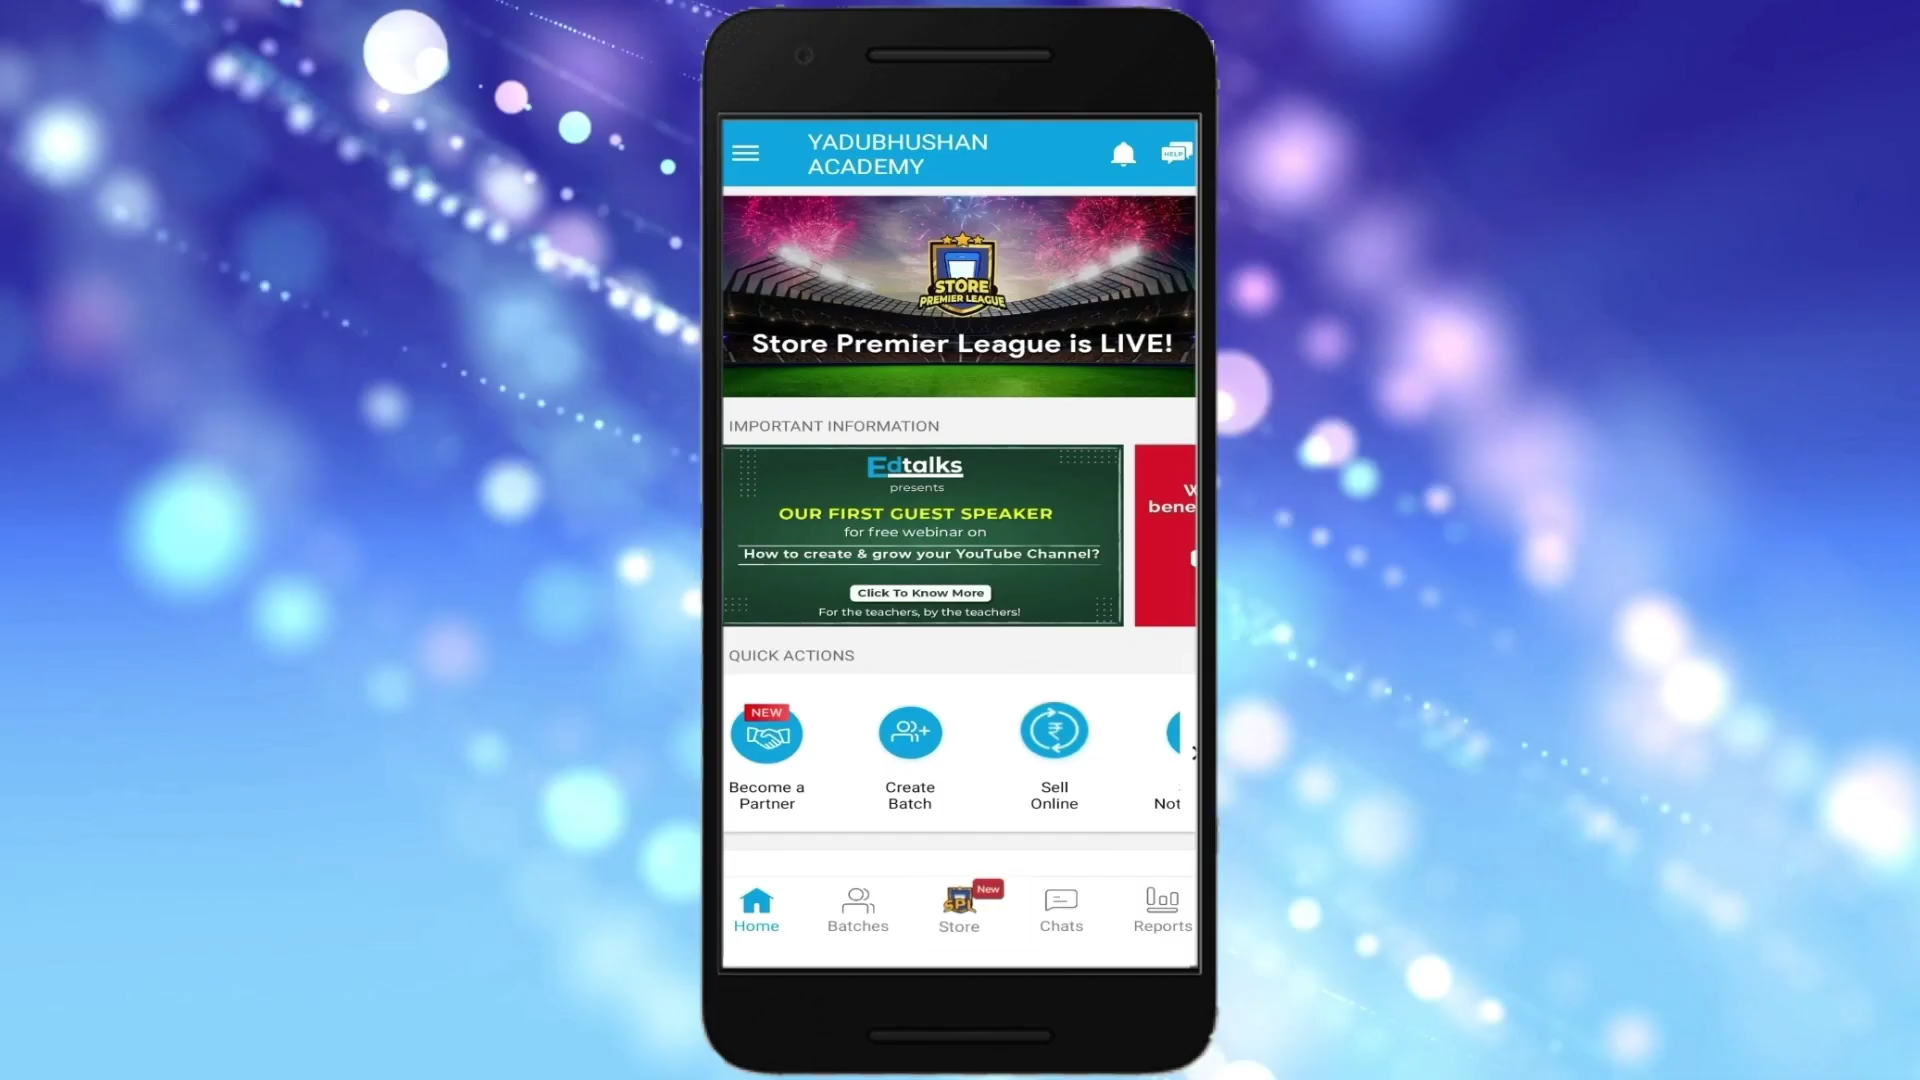 YADUBHUSHAN
ACADEMY
HELP
STORE
PREMIER LEAGUE
Store Premier League is LIVE!
IMPORTANT INFORMATION
Edtalks
presents
OUR FIRST GUEST SPEAKER
for free webinar on
How to create & grow your YouTube Channel?
Click To Know More
For the teachers, by the teachers!
bene
QUICK ACTIONS
NEW
Become a
Partner
Create
Batch
Sell
Online
Not
New
SPL
Home
Batches
Store
Chats
Reports